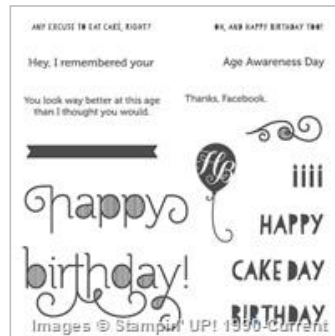 ANY EXCUSE TO EAT CAKE, RIGHT?
OH, AND HAPPY BIRTHDAY TOO!
Hey, I remembered your
Age Awareness Day
You look way better at this age
than I thought you would.
Thanks, Facebook.
HB
happy
birthday!
HAPPY
CAKE DAY
BIRTHDAY
Images © Stampin' UP! 1990-Current